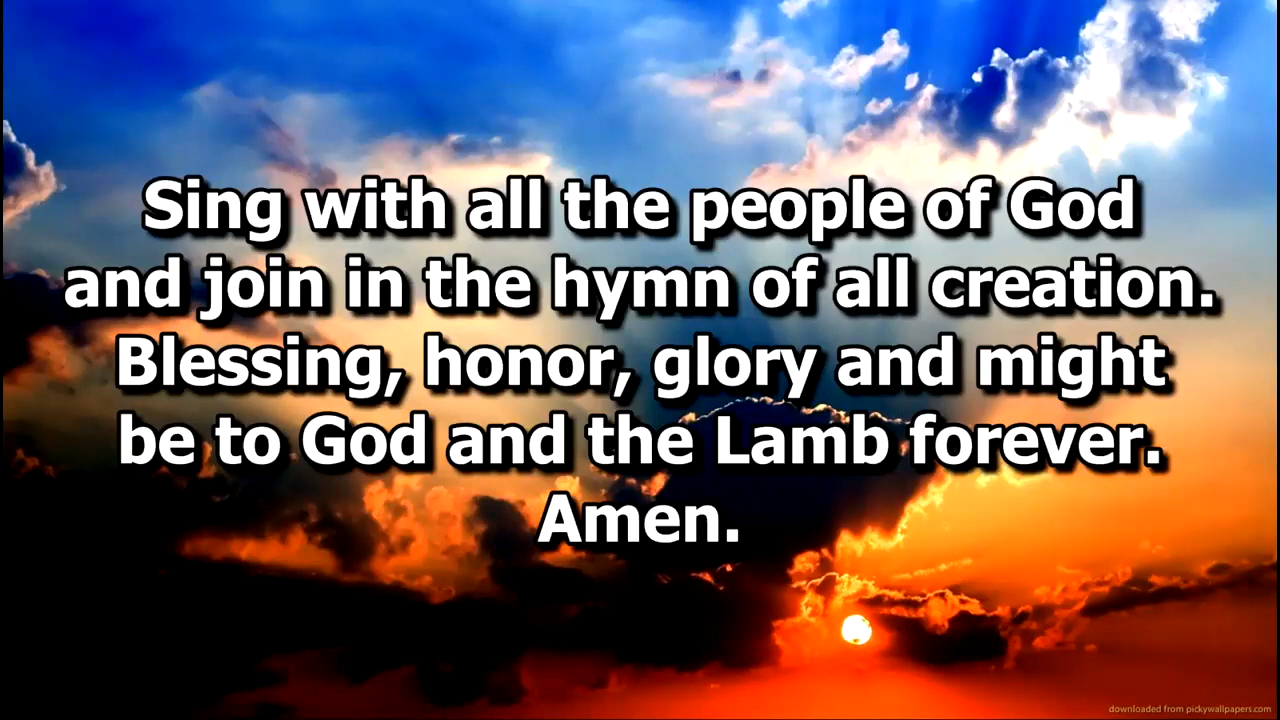 Sing with all the people of God
and join in the hymn of all creation.
Blessing, honor, glory and might
be to God and the Lamb forever.
Amen.
downloaded from pickywallpapers.com